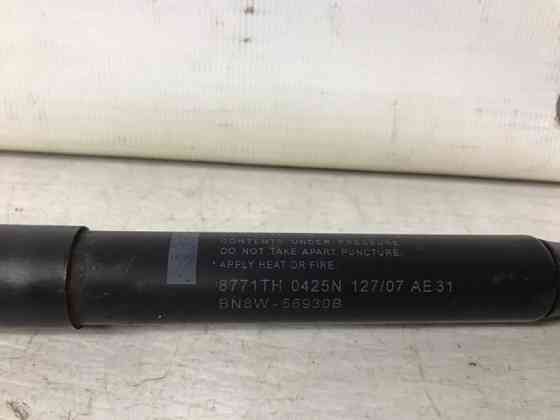 CONTENTS UNDER PRESSURE
DO NOT TAKE APART, PUNCTURE,
* APPLY HEAT OR FIRE.
8771TH 0425N 127/07 AE31
BN8W-56930B